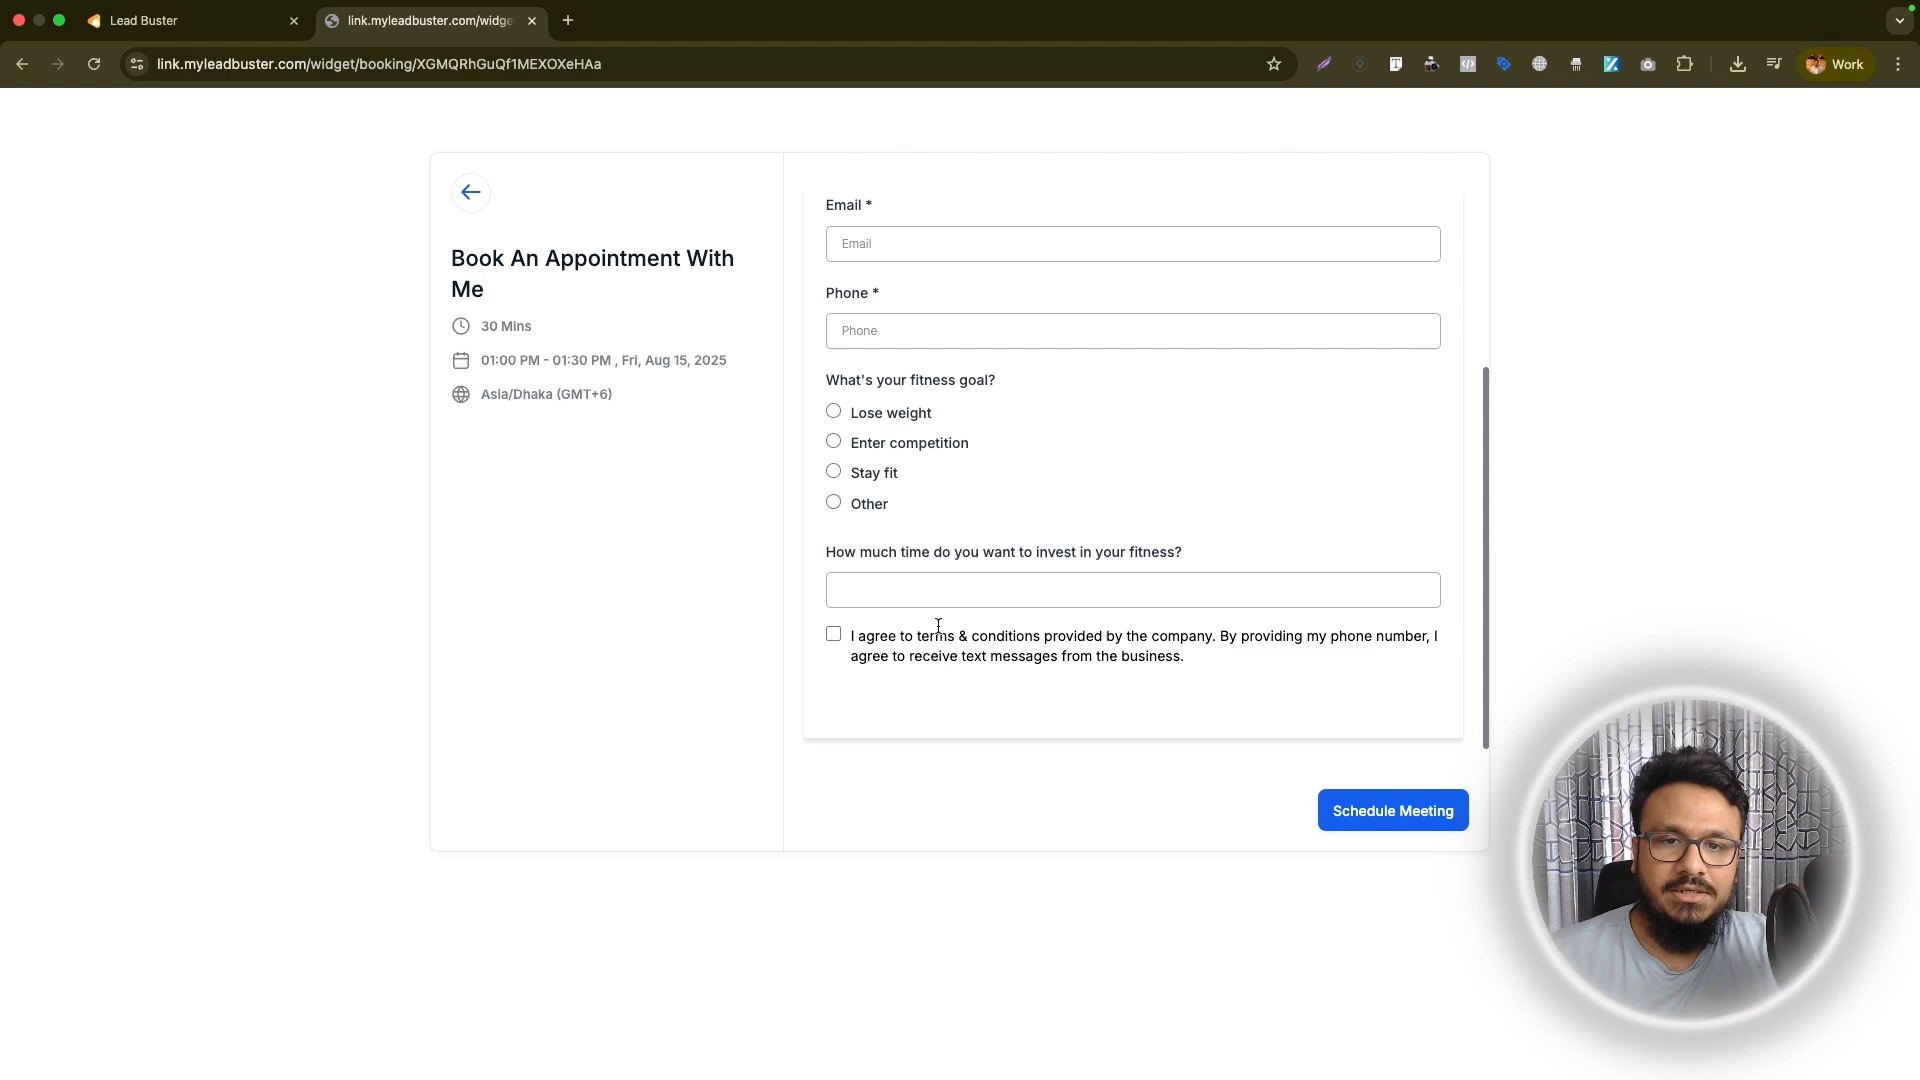 Lead Buster
link.myleadbuster.com/widge
link.myleadbuster.com/widget/booking/XGMQRhGuQf1MEXOXeHAa
Work
Book An Appointment With
Me
30 Mins
01:00 PM - 01:30 PM , Fri, Aug 15, 2025
Asia/Dhaka (GMT+6)
Email *
Email
Phone *
Phone
What's your fitness goal?
Lose weight
Enter competition
Stay fit
Other
How much time do you want to invest in your fitness?
I agree to terms & conditions provided by the company. By providing my phone number, I
agree to receive text messages from the business.
Schedule Meeting